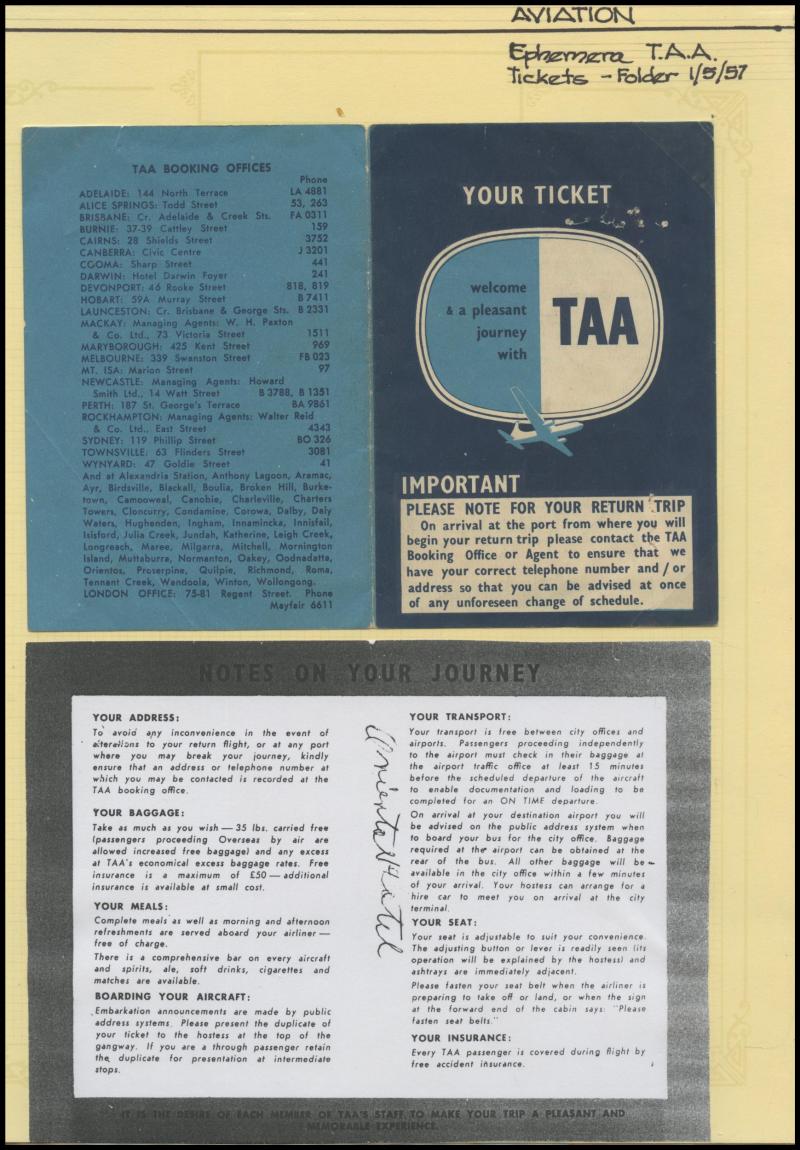 AVIATION
Ephemera T.A.A.
Tickets - Folder 1/5/57
TAA BOOKING OFFICES
Phone
ADELAIDE: 144 North Terrace LA 4881
ALICE SPRINGS: Todd Street 53, 263
BRISBANE: Cr. Adelaide & Creek Sts. FA 0311
BURNIE: 37-39 Cattley Street 159
CAIRNS: 28 Shields Street 3752
CANBERRA: Civic Centre J 3201
COOMA: Sharp Street 441
DARWIN: Hotel Darwin Foyer 241
DEVONPORT: 46 Rooke Street 818, 819
HOBART: 59A Murray Street B 7411
LAUNCESTON: Cr. Brisbane & George Sts. B 2331
MACKAY: Managing Agents: W. H. Paxton
& Co. Ltd., 73 Victoria Street 1511
MARYBOROUGH: 425 Kent Street 969
MELBOURNE: 339 Swanston Street FB 023
MT. ISA: Marion Street 97
NEWCASTLE: Managing Agents: Howard
Smith Ltd., 14 Watt Street B 3788, B 1351
PERTH: 187 St. George's Terrace BA 9861
ROCKHAMPTON: Managing Agents: Walter Reid
& Co. Ltd., East Street 4343
SYDNEY: 119 Phillip Street BO 326
TOWNSVILLE: 63 Flinders Street 3081
WYNYARD: 47 Goldie Street 41
And at Alexandria Station, Anthony Lagoon, Aramac,
Ayr, Birdsville, Blackall, Boulia, Broken Hill, Burke-
town, Camooweal, Canobie, Charleville, Charters
Towers, Cloncurry, Condamine, Corowa, Dalby, Daly
Waters, Hughenden, Ingham, Innamincka, Innisfail,
Isisford, Julia Creek, Jundah, Katherine, Leigh Creek,
Longreach, Maree, Milgarra, Mitchell, Mornington
Island, Muttaburra, Normanton, Oakey, Oodnadatta,
Orientos, Proserpine, Quilpie, Richmond, Roma,
Tennant Creek, Wandoola, Winton, Wollongong.
LONDON OFFICE: 75-81 Regent Street. Phone
Mayfair 6611
YOUR TICKET
welcome
& a pleasant
journey
with
TAA
IMPORTANT
PLEASE NOTE FOR YOUR RETURN TRIP
On arrival at the port from where you will
begin your return trip please contact the TAA
Booking Office or Agent to ensure that we
have your correct telephone number and / or
address so that you can be advised at once
of any unforeseen change of schedule.
NOTES ON YOUR JOURNEY
YOUR ADDRESS:
To avoid any inconvenience in the event of
alterations to your return flight, or at any port
where you may break your journey, kindly
ensure that an address or telephone number at
which you may be contacted is recorded at the
TAA booking office.
YOUR BAGGAGE:
Take as much as you wish — 35 lbs. carried free
(passengers proceeding Overseas by air are
allowed increased free baggage) and any excess
at TAA's economical excess baggage rates. Free
insurance is a maximum of £50 — additional
insurance is available at small cost.
YOUR MEALS:
Complete meals as well as morning and afternoon
refreshments are served aboard your airliner —
free of charge.
There is a comprehensive bar on every aircraft
and spirits, ale, soft drinks, cigarettes and
matches are available.
BOARDING YOUR AIRCRAFT:
Embarkation announcements are made by public
address systems. Please present the duplicate of
your ticket to the hostess at the top of the
gangway. If you are a through passenger retain
the duplicate for presentation at intermediate
stops.
Oriental Hotel
YOUR TRANSPORT:
Your transport is free between city offices and
airports. Passengers proceeding independently
to the airport must check in their baggage at
the airport traffic office at least 15 minutes
before the scheduled departure of the aircraft
to enable documentation and loading to be
completed for an ON TIME departure.
On arrival at your destination airport you will
be advised on the public address system when
to board your bus for the city office. Baggage
required at the airport can be obtained at the
rear of the bus. All other baggage will be
available in the city office within a few minutes
of your arrival. Your hostess can arrange for a
hire car to meet you on arrival at the city
terminal.
YOUR SEAT:
Your seat is adjustable to suit your convenience.
The adjusting button or lever is readily seen (its
operation will be explained by the hostess) and
ashtrays are immediately adjacent.
Please fasten your seat belt when the airliner is
preparing to take off or land, or when the sign
at the forward end of the cabin says: "Please
fasten seat belts."
YOUR INSURANCE:
Every TAA passenger is covered during flight by
free accident insurance.
IT IS THE DESIRE OF EACH MEMBER OF TAA'S STAFF TO MAKE YOUR TRIP A PLEASANT AND
MEMORABLE EXPERIENCE.